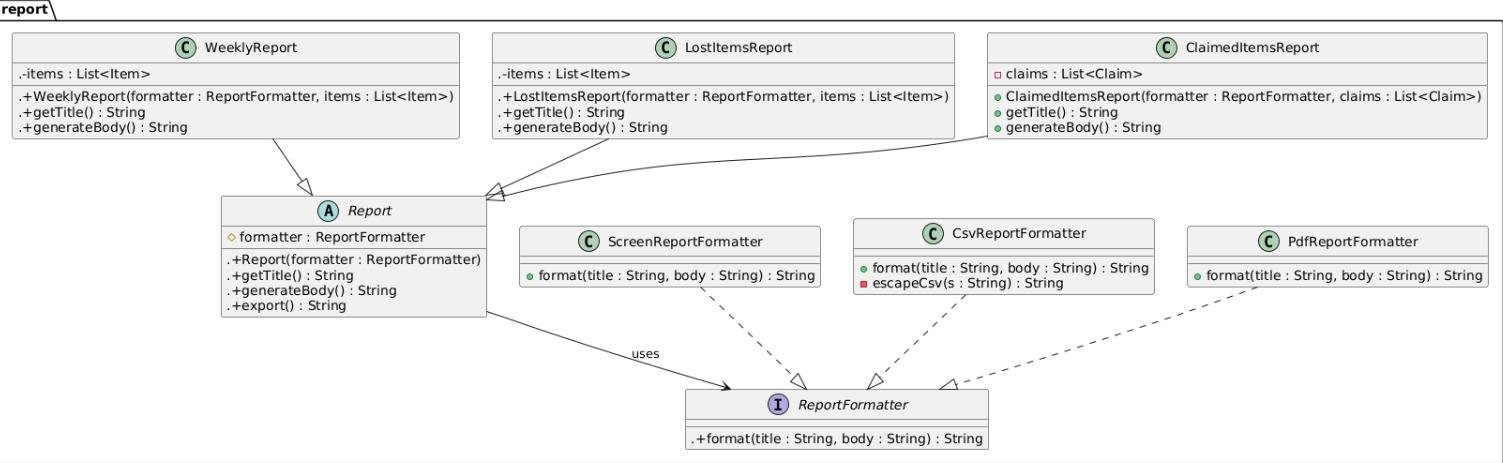 report
C WeeklyReport
.-items : List<Item>
.+WeeklyReport(formatter : ReportFormatter, items : List<Item>)
.+getTitle() : String
.+generateBody() : String
C LostItemsReport
.-items : List<Item>
.+LostItemsReport(formatter : ReportFormatter, items : List<Item>)
.+getTitle() : String
.+generateBody() : String
C ClaimedItemsReport
claims : List<Claim>
ClaimedItemsReport(formatter : ReportFormatter, claims : List<Claim>)
getTitle() : String
generateBody() : String
A Report
formatter : ReportFormatter
.+Report(formatter : ReportFormatter)
.+getTitle() : String
.+generateBody() : String
.+export() : String
C ScreenReportFormatter
format(title : String, body : String) : String
C CsvReportFormatter
format(title : String, body : String) : String
escapeCsv(s : String) : String
C PdfReportFormatter
format(title : String, body : String) : String
uses
I ReportFormatter
.+format(title : String, body : String) : String